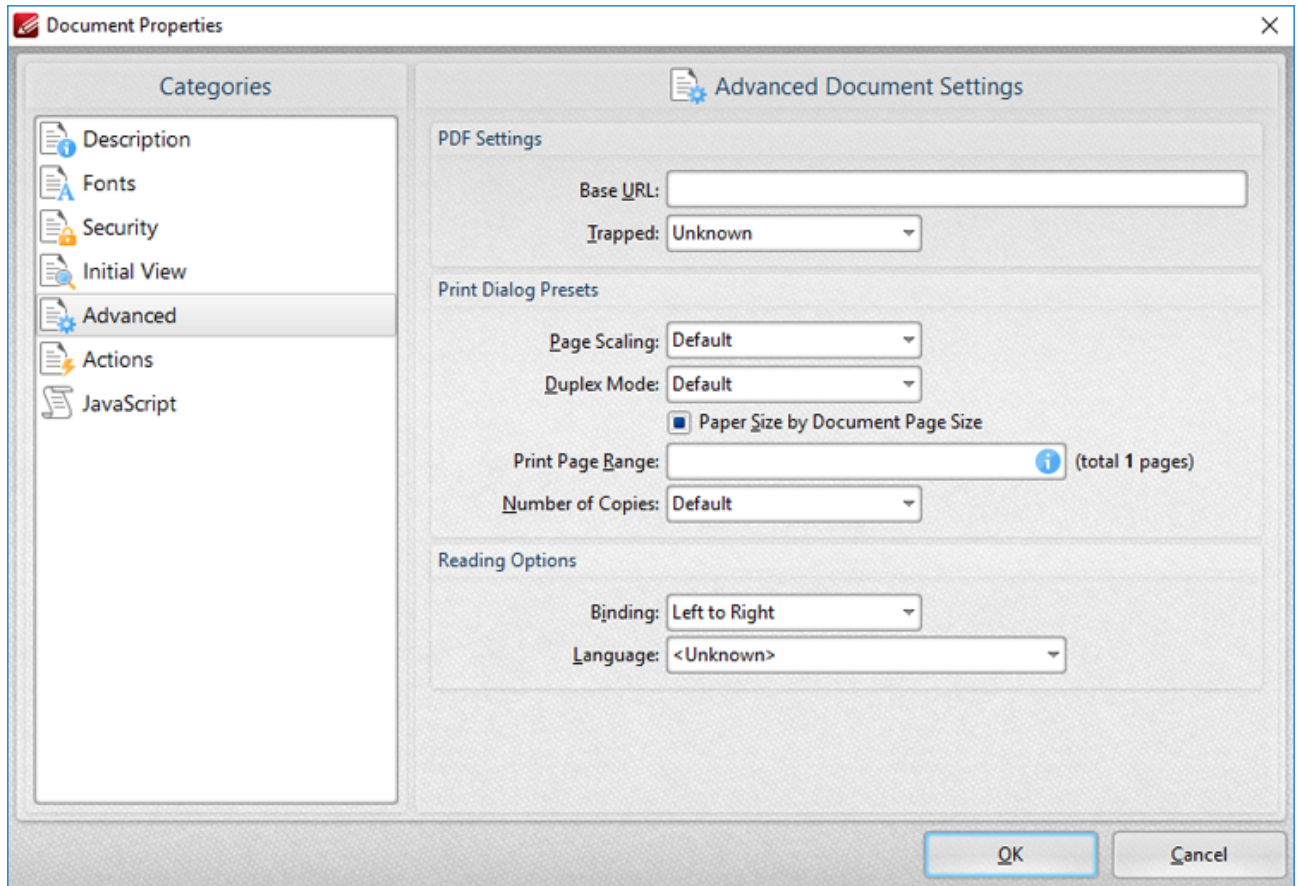 Document Properties
Categories
Description
Fonts
Security
Initial View
Advanced
Actions
JavaScript
Advanced Document Settings
PDF Settings
Base URL:
Trapped: Unknown
Print Dialog Presets
Page Scaling: Default
Duplex Mode: Default
Paper Size by Document Page Size
Print Page Range: (total 1 pages)
Number of Copies: Default
Reading Options
Binding: Left to Right
Language: <Unknown>
OK Cancel